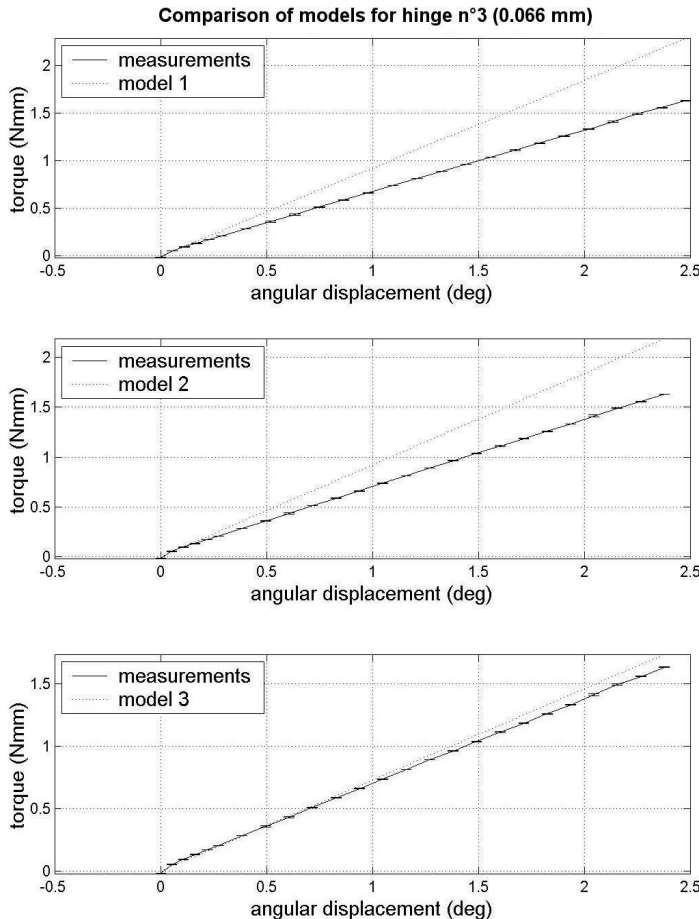 Comparison of models for hinge n°3 (0.066 mm)
measurements
model 1
torque (Nmm)
2
1.5
1
0.5
0
-0.5 0 0.5 1 1.5 2 2.5
angular displacement (deg)
measurements
model 2
torque (Nmm)
2
1.5
1
0.5
0
-0.5 0 0.5 1 1.5 2 2.5
angular displacement (deg)
measurements
model 3
torque (Nmm)
1.5
1
0.5
0
-0.5 0 0.5 1 1.5 2 2.5
angular displacement (deg)